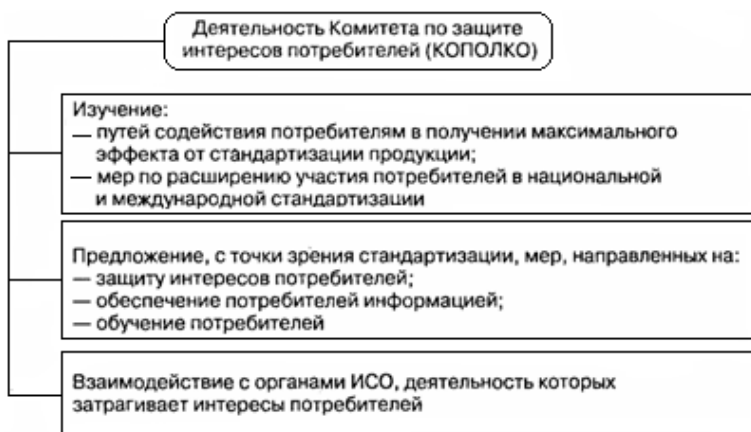 Деятельность Комитета по защите
интересов потребителей (КОПОЛКО)
Изучение:
— путей содействия потребителям в получении максимального
эффекта от стандартизации продукции;
— мер по расширению участия потребителей в национальной
и международной стандартизации
Предложение, с точки зрения стандартизации, мер, направленных на:
— защиту интересов потребителей;
— обеспечение потребителей информацией;
— обучение потребителей
Взаимодействие с органами ИСО, деятельность которых
затрагивает интересы потребителей